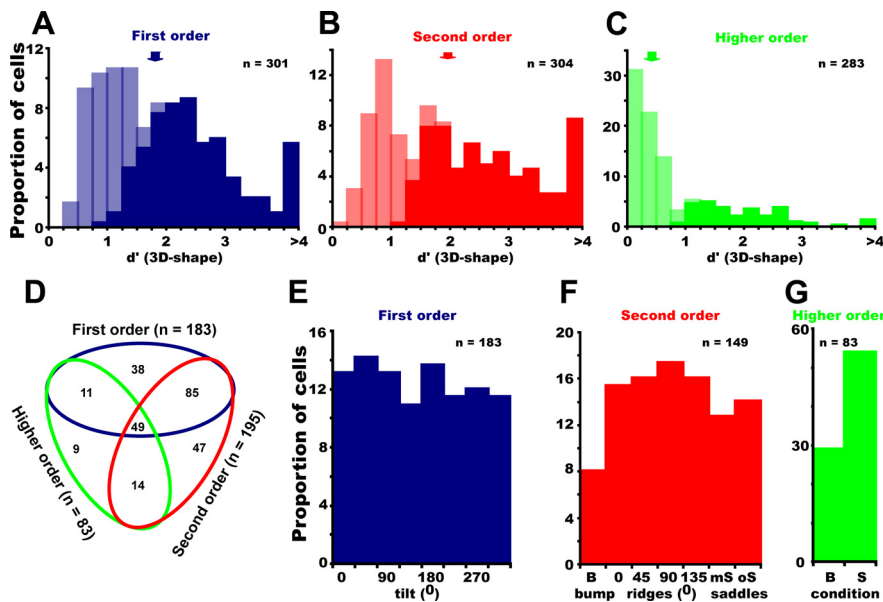 A
First order
n = 301
Proportion of cells
12
8
4
0
0 1 2 3 >4
d' (3D-shape)
B
Second order
n = 304
12
8
4
0
0 1 2 3 >4
d' (3D-shape)
C
Higher order
n = 283
30
20
10
0
0 1 2 3 >4
d' (3D-shape)
D
First order (n = 183)
38
11
85
49
9
47
14
Higher order (n = 83)
Second order (n = 195)
E
First order
n = 183
Proportion of cells
16
12
8
4
0
0 90 180 270
tilt (0)
F
Second order
n = 149
20
16
12
8
4
0
B 0 45 90 135 mS oS
bump ridges (0) saddles
G
Higher order
n = 83
60
30
0
B S
condition